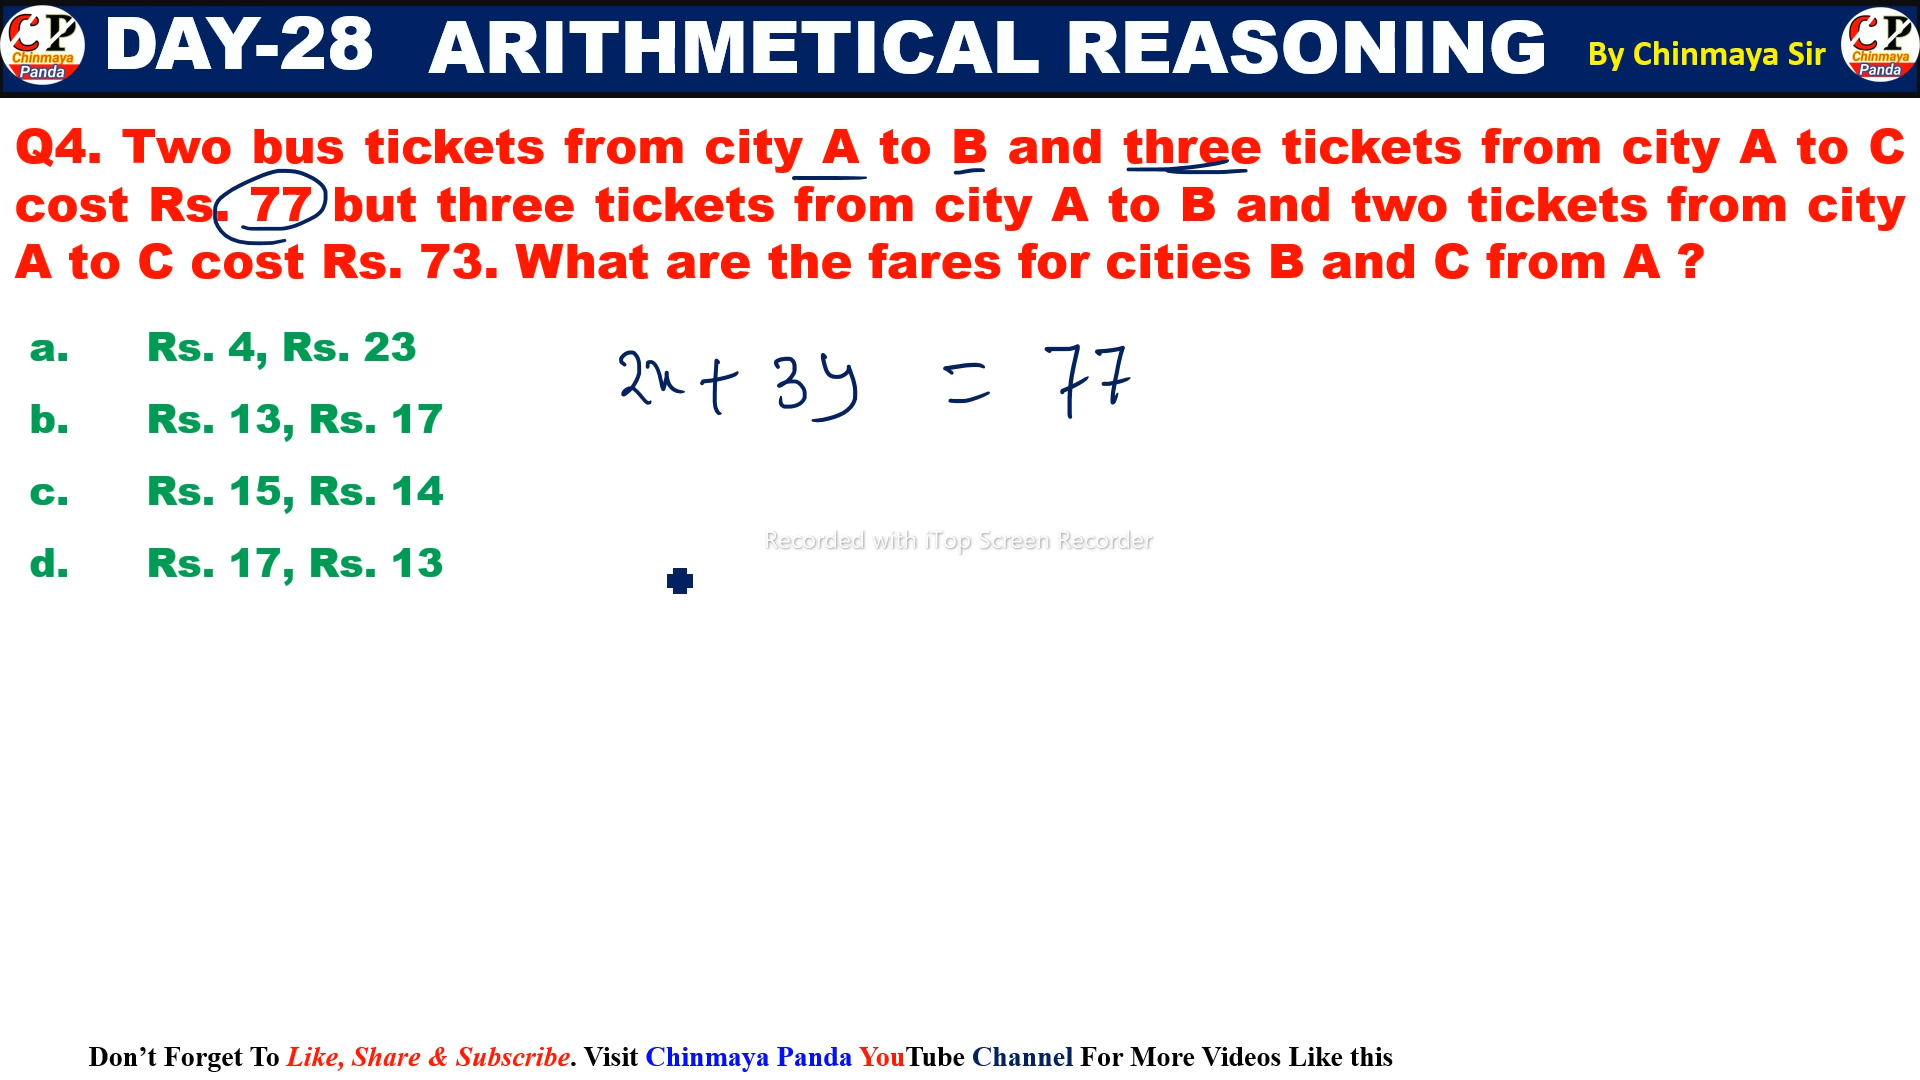 CP Chinmaya Panda DAY-28 ARITHMETICAL REASONING By Chinmaya Sir CP Chinmaya Panda
Q4. Two bus tickets from city A to B and three tickets from city A to C
cost Rs. 77 but three tickets from city A to B and two tickets from city
A to C cost Rs. 73. What are the fares for cities B and C from A ?
a. Rs. 4, Rs. 23
2x + 3y = 77
b. Rs. 13, Rs. 17
c. Rs. 15, Rs. 14
Recorded with iTop Screen Recorder
d. Rs. 17, Rs. 13
Don’t Forget To Like, Share & Subscribe. Visit Chinmaya Panda YouTube Channel For More Videos Like this